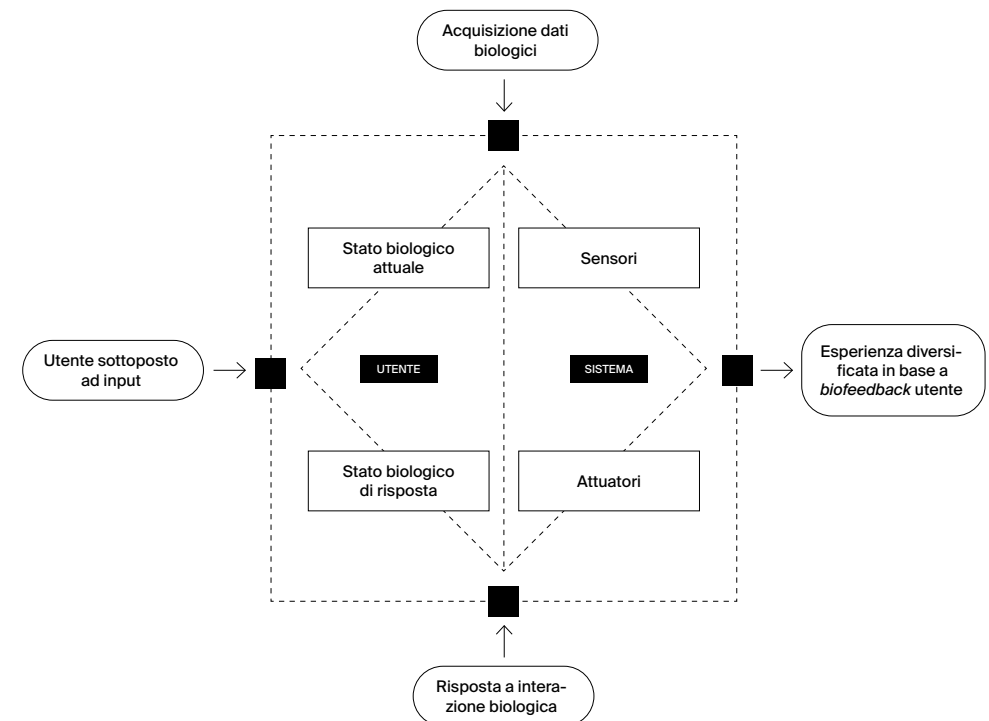 Acquisizione dati
biologici
Stato biologico
attuale
Sensori
Utente sottoposto
ad input
UTENTE
SISTEMA
Esperienza diversi-
ficata in base a
biofeedback utente
Stato biologico
di risposta
Attuatori
Risposta a intera-
zione biologica